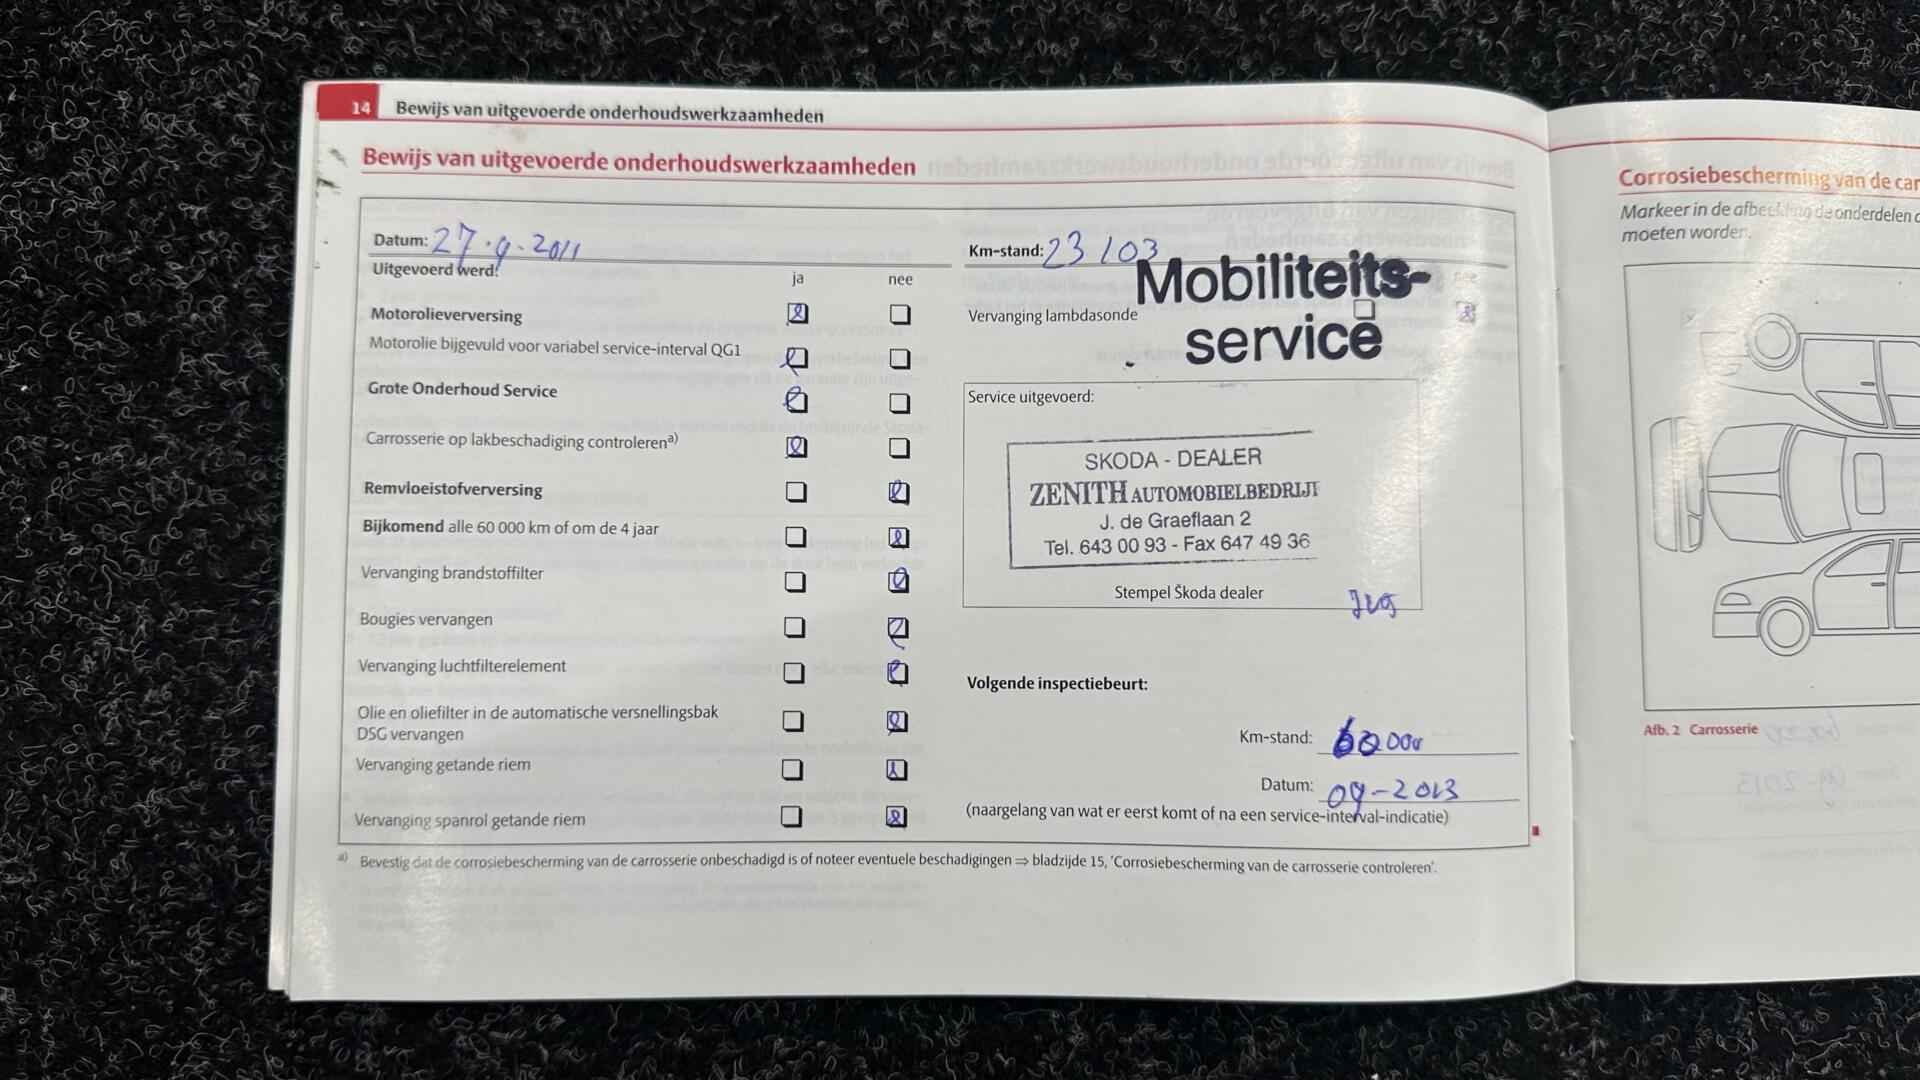 14 Bewijs van uitgevoerde onderhoudswerkzaamheden
Bewijs van uitgevoerde onderhoudswerkzaamheden
Datum: 27.9.2011
Uitgevoerd werd:
ja nee
Motorolieverversing
Motorolie bijgevuld voor variabel service-interval QG1
Grote Onderhoud Service
Carrosserie op lakbeschadiging controleren a)
Remvloeistofverversing
Bijkomend alle 60 000 km of om de 4 jaar
Vervanging brandstoffilter
Bougies vervangen
Vervanging luchtfilterelement
Olie en oliefilter in de automatische versnellingsbak
DSG vervangen
Vervanging getande riem
Vervanging spanrol getande riem
Km-stand: 23103
Mobiliteits-
service
nee
Vervanging lambdasonde
Service uitgevoerd:
SKODA - DEALER
ZENITH AUTOMOBIELBEDRIJF
J. de Graeflaan 2
Tel. 643 00 93 - Fax 647 49 36
Stempel Škoda dealer
Volgende inspectiebeurt:
Km-stand: 60000
Datum: 09-2013
(naargelang van wat er eerst komt of na een service-interval-indicatie)
a) Bevestig dat de corrosiebescherming van de carrosserie onbeschadigd is of noteer eventuele beschadigingen ⇒ bladzijde 15, 'Corrosiebescherming van de carrosserie controleren'.
Corrosiebescherming van de car
Markeer in de afbeelding de onderdelen
moeten worden.
Afb. 2 Carrosserie